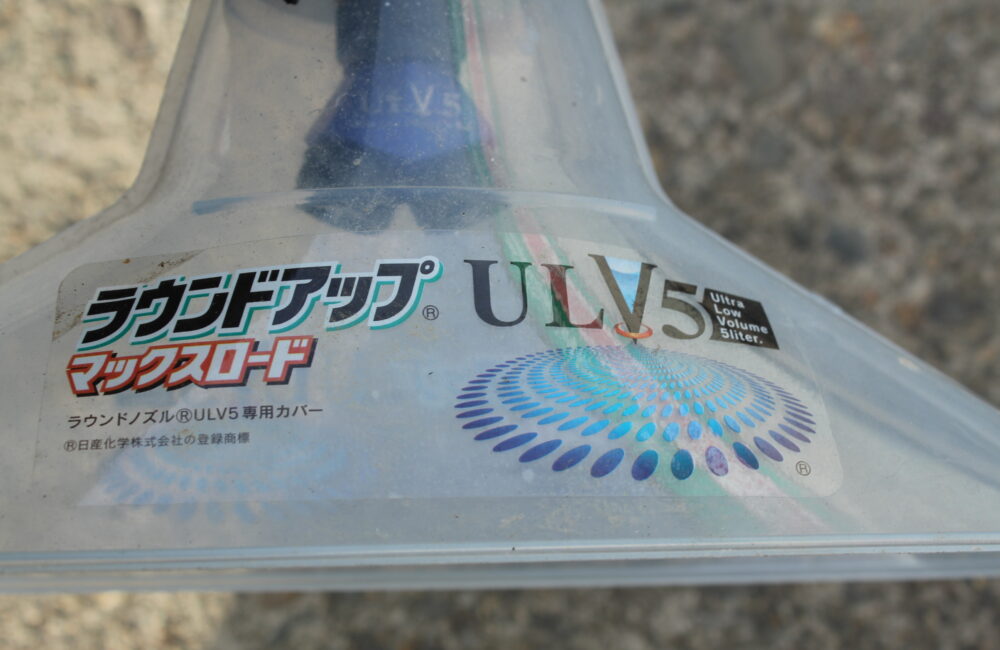 ULV5
ラウンドアップ®
マックスロード
ラウンドノズル®ULV5専用カバー
®日産化学株式会社の登録商標
ULV5
Ultra
Low
Volume
5liter.
®